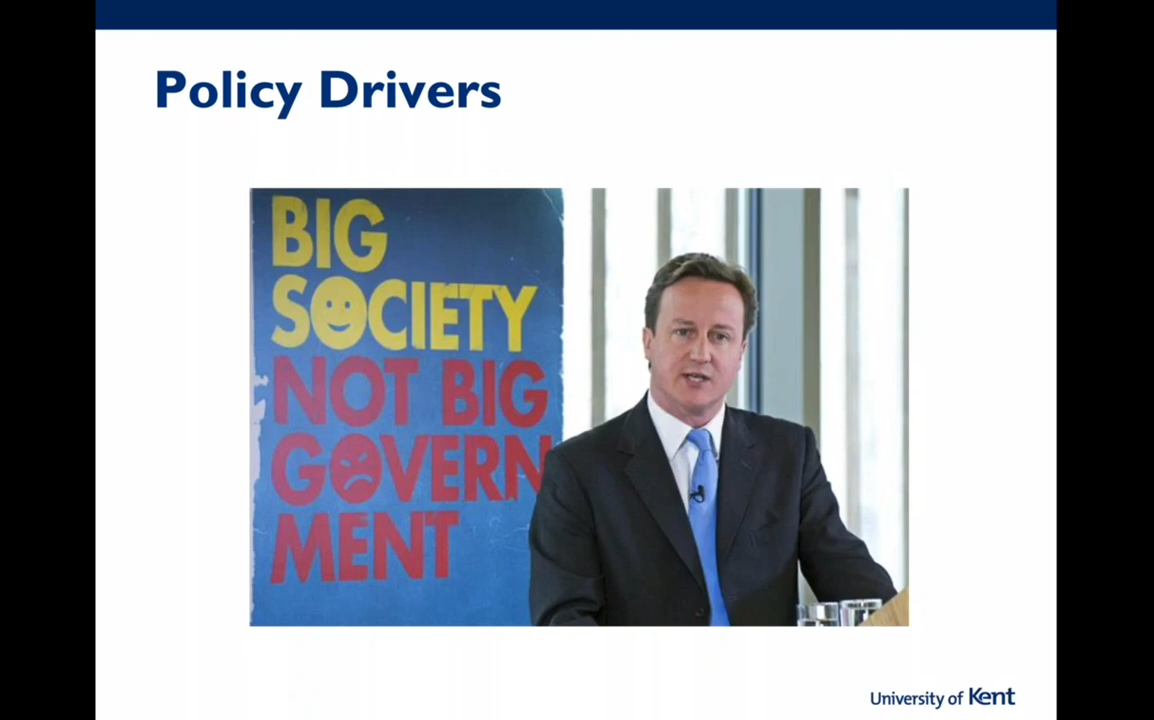 Policy Drivers
BIG
SOCIETY
NOT BIG
GOVERN
MENT
University of Kent